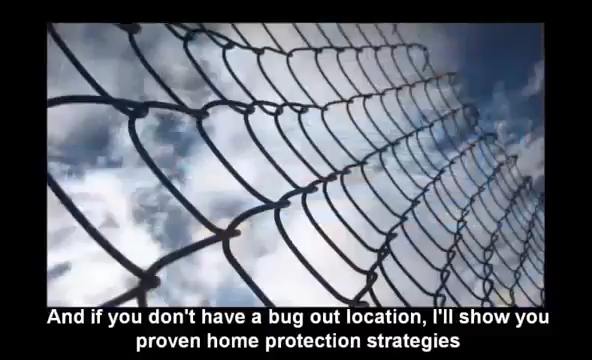 And if you don't have a bug out location, I'll show you
proven home protection strategies